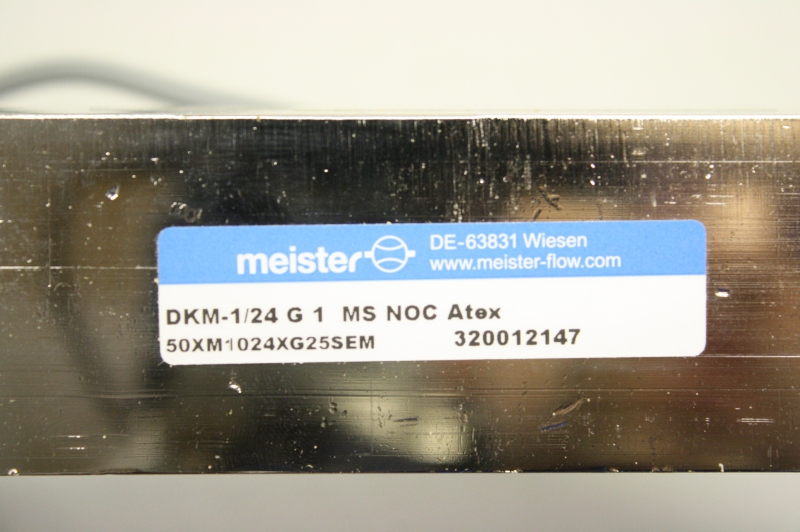 meister
DE-63831 Wiesen
www.meister-flow.com
DKM-1/24 G 1 MS NOC Atex
50XM1024XG25SEM 320012147